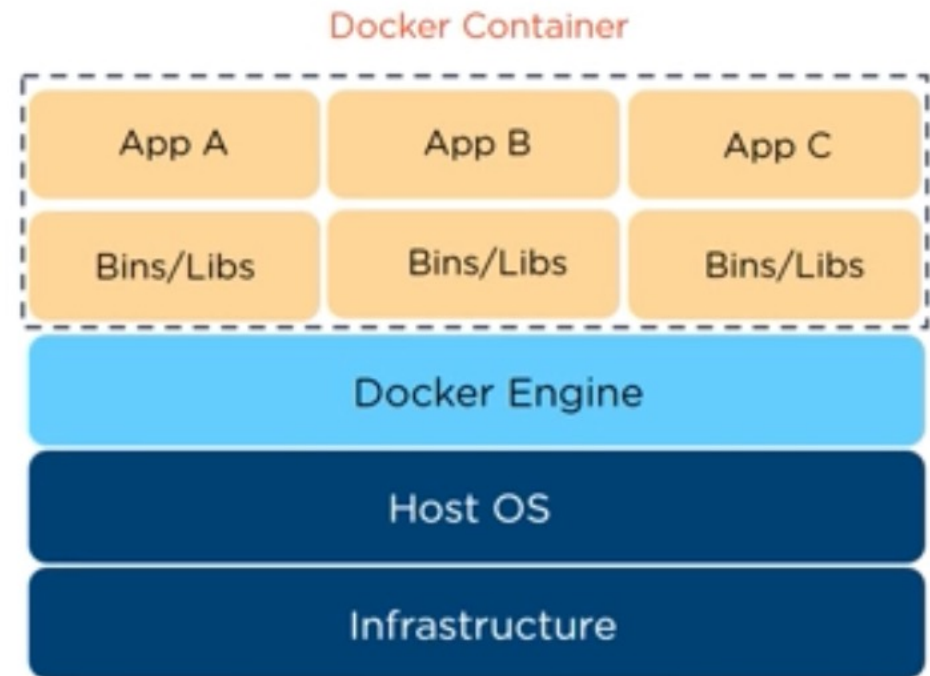 Docker Container
App A
App B
App C
Bins/Libs
Bins/Libs
Bins/Libs
Docker Engine
Host OS
Infrastructure